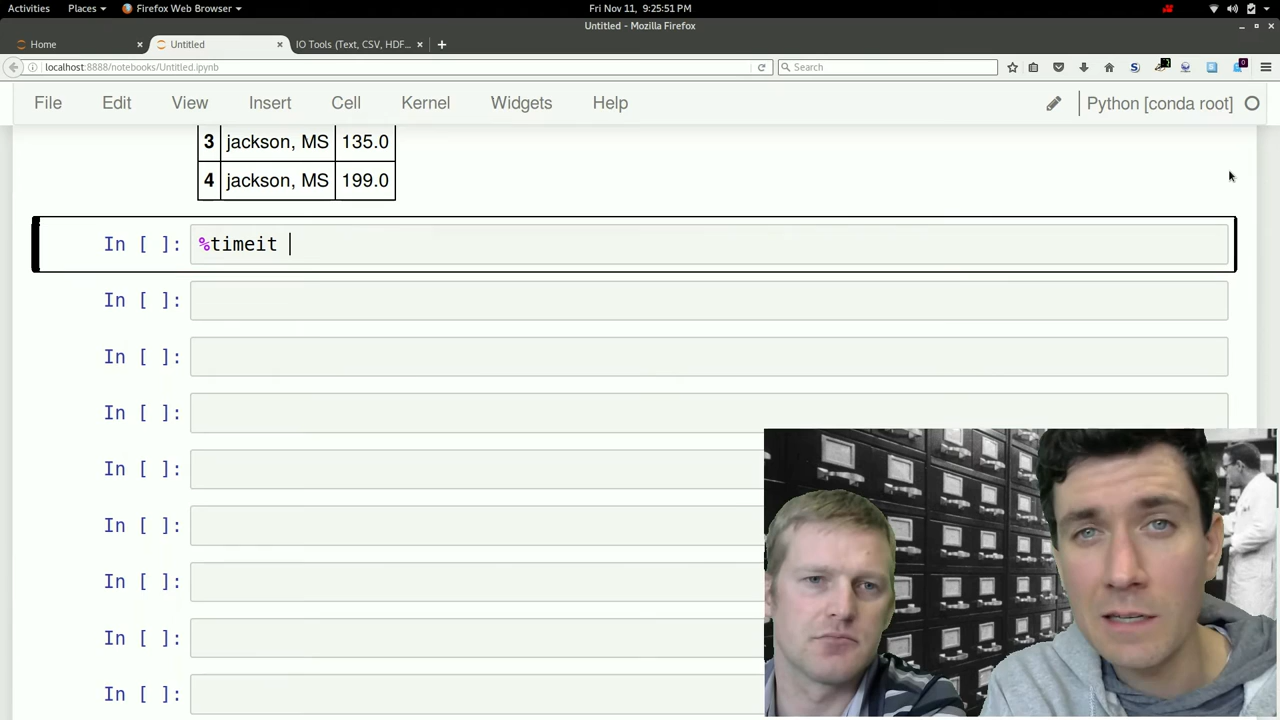 Activities Places Firefox Web Browser Fri Nov 11, 9:25:51 PM
Untitled - Mozilla Firefox
Home Untitled IO Tools (Text, CSV, HDF...
localhost:8888/notebooks/Untitled.ipynb Search
File Edit View Insert Cell Kernel Widgets Help Python [conda root]
3 jackson, MS 135.0
4 jackson, MS 199.0
In [ ]: %timeit
In [ ]:
In [ ]:
In [ ]:
In [ ]:
In [ ]:
In [ ]:
In [ ]:
In [ ]: